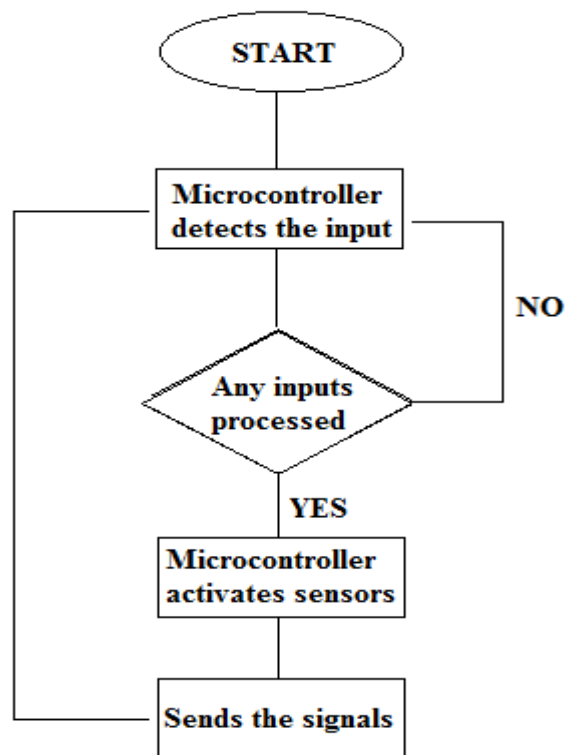 START
Microcontroller
detects the input
NO
Any inputs
processed
YES
Microcontroller
activates sensors
Sends the signals